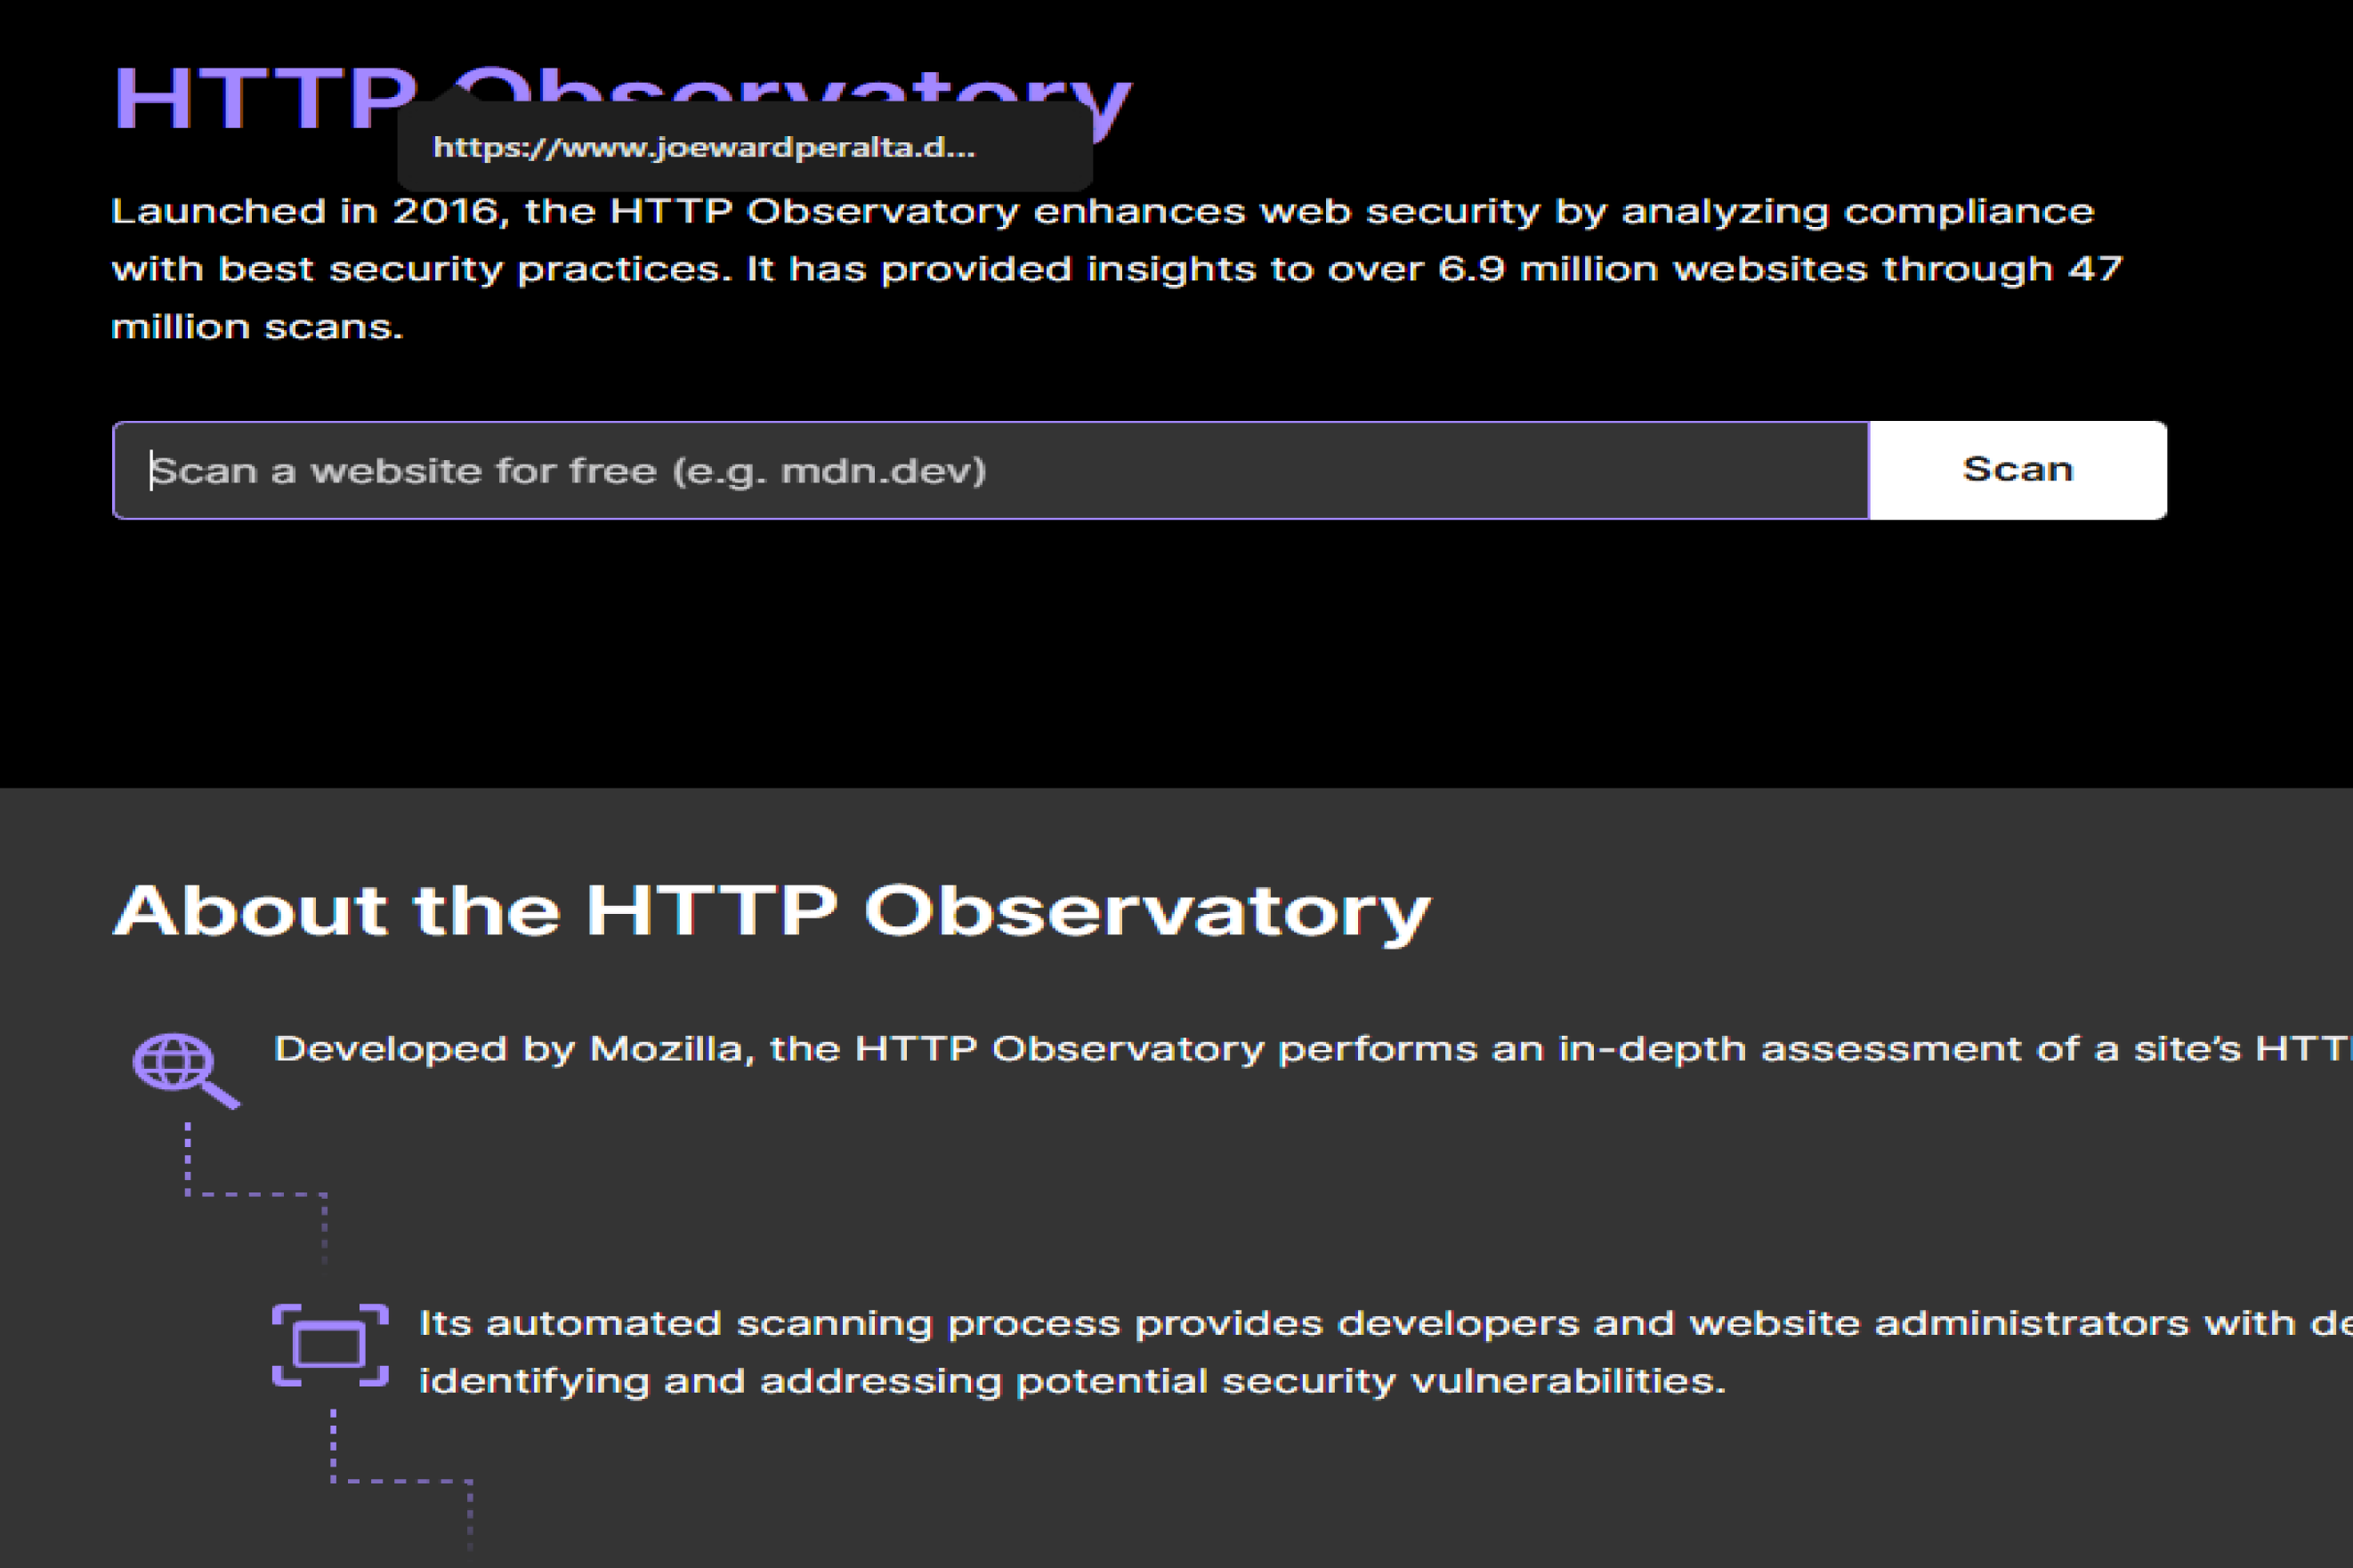 HTTP Observatory
https://www.joewardperalta.d...
Launched in 2016, the HTTP Observatory enhances web security by analyzing compliance
with best security practices. It has provided insights to over 6.9 million websites through 47
million scans.
Scan a website for free (e.g. mdn.dev)
Scan
About the HTTP Observatory
Developed by Mozilla, the HTTP Observatory performs an in-depth assessment of a site’s HTT
Its automated scanning process provides developers and website administrators with de
identifying and addressing potential security vulnerabilities.